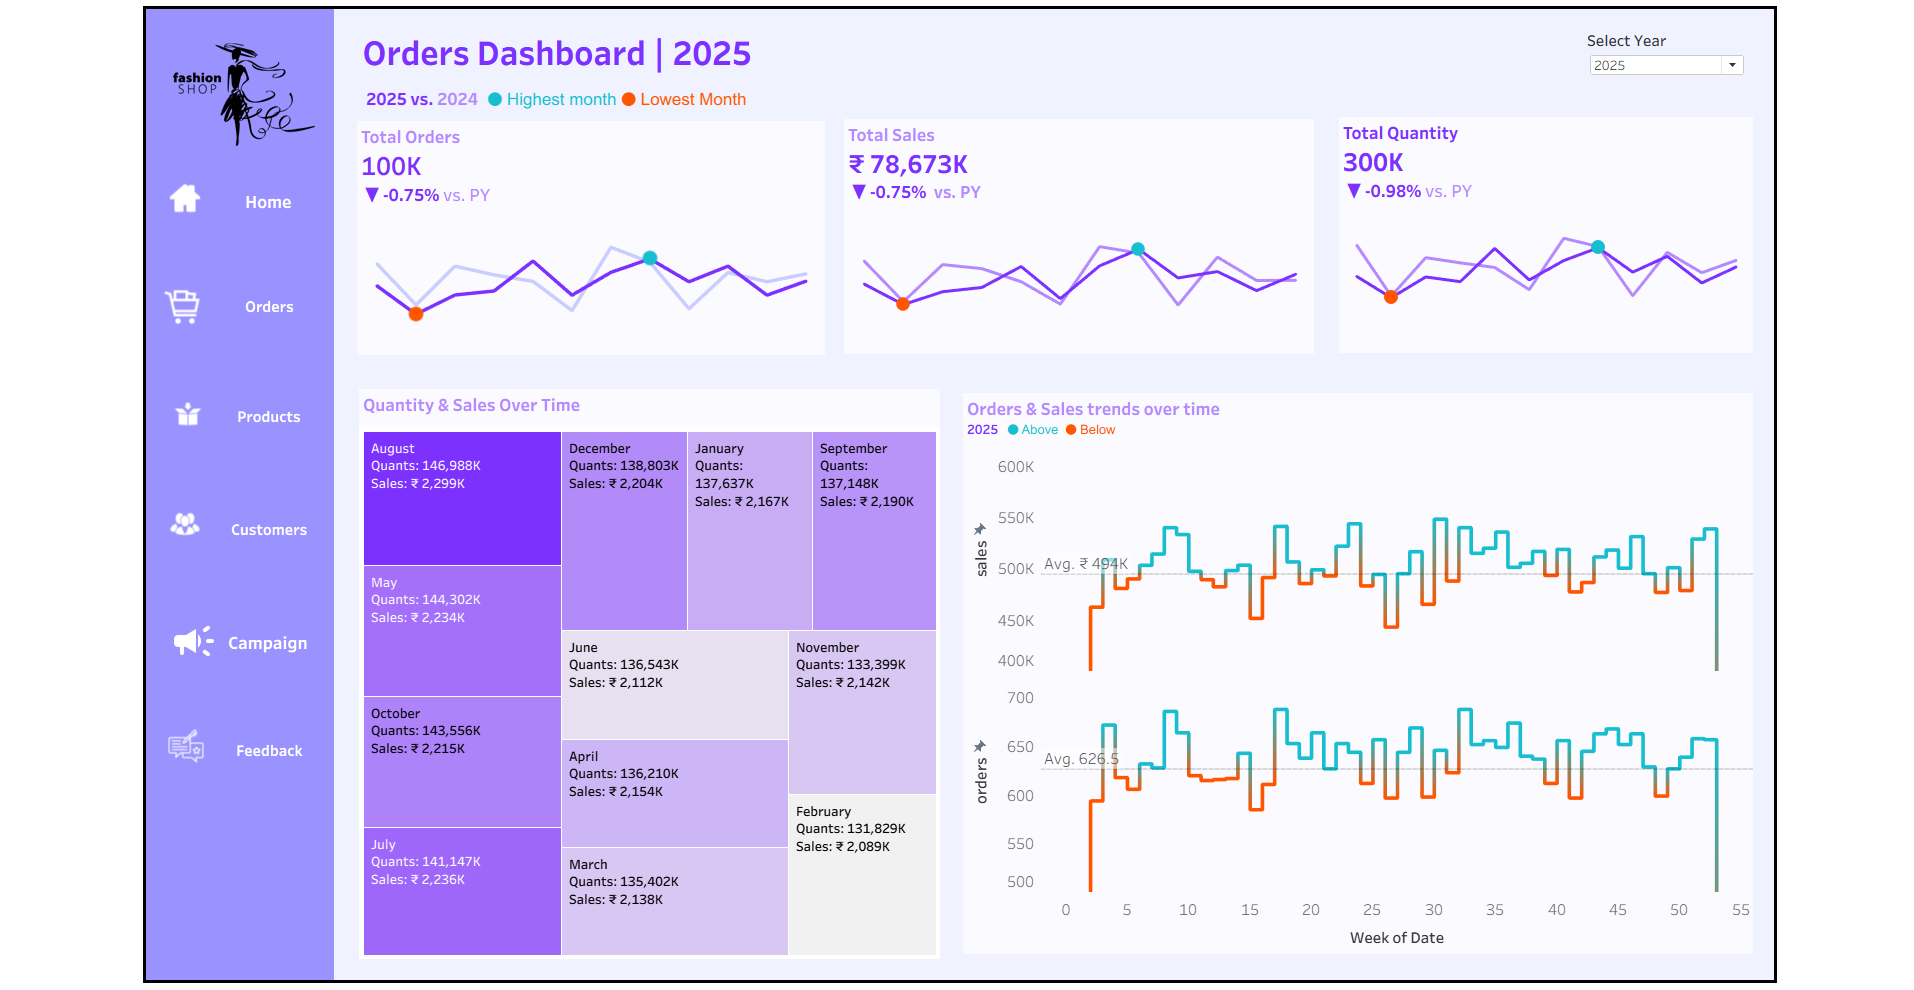 fashion
SHOP
Home
Orders
Products
Customers
Campaign
Feedback
Orders Dashboard | 2025
2025 vs. 2024 Highest month Lowest Month
Select Year
2025
Total Orders
100K
▼ -0.75% vs. PY
Total Sales
₹ 78,673K
▼ -0.75% vs. PY
Total Quantity
300K
▼ -0.98% vs. PY
Quantity & Sales Over Time
August
Quants: 146,988K
Sales: ₹ 2,299K
May
Quants: 144,302K
Sales: ₹ 2,234K
October
Quants: 143,556K
Sales: ₹ 2,215K
July
Quants: 141,147K
Sales: ₹ 2,236K
December
Quants: 138,803K
Sales: ₹ 2,204K
January
Quants:
137,637K
Sales: ₹ 2,167K
September
Quants:
137,148K
Sales: ₹ 2,190K
June
Quants: 136,543K
Sales: ₹ 2,112K
April
Quants: 136,210K
Sales: ₹ 2,154K
March
Quants: 135,402K
Sales: ₹ 2,138K
November
Quants: 133,399K
Sales: ₹ 2,142K
February
Quants: 131,829K
Sales: ₹ 2,089K
Orders & Sales trends over time
2025 Above Below
sales
600K
550K
500K
450K
400K
Avg. ₹ 494K
orders
700
650
600
550
500
Avg. 626.5
0 5 10 15 20 25 30 35 40 45 50 55
Week of Date